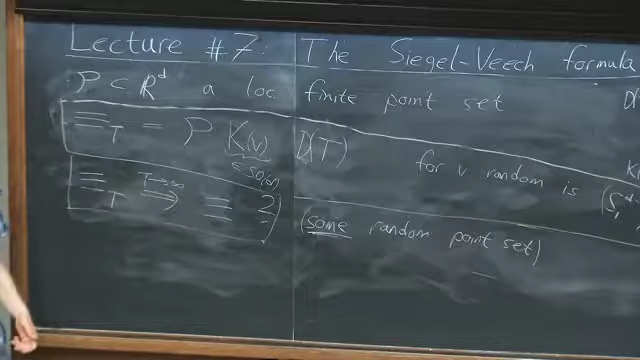 Lecture #7: The Siegel-Veech formula
P ⊂ R^d a loc finite point set
Ξ_T = P K(v) D(T) for v random is (S_1^d
∈ SO(d)
Ξ_T ⟹ Ξ ? (some random point set)
T→∞